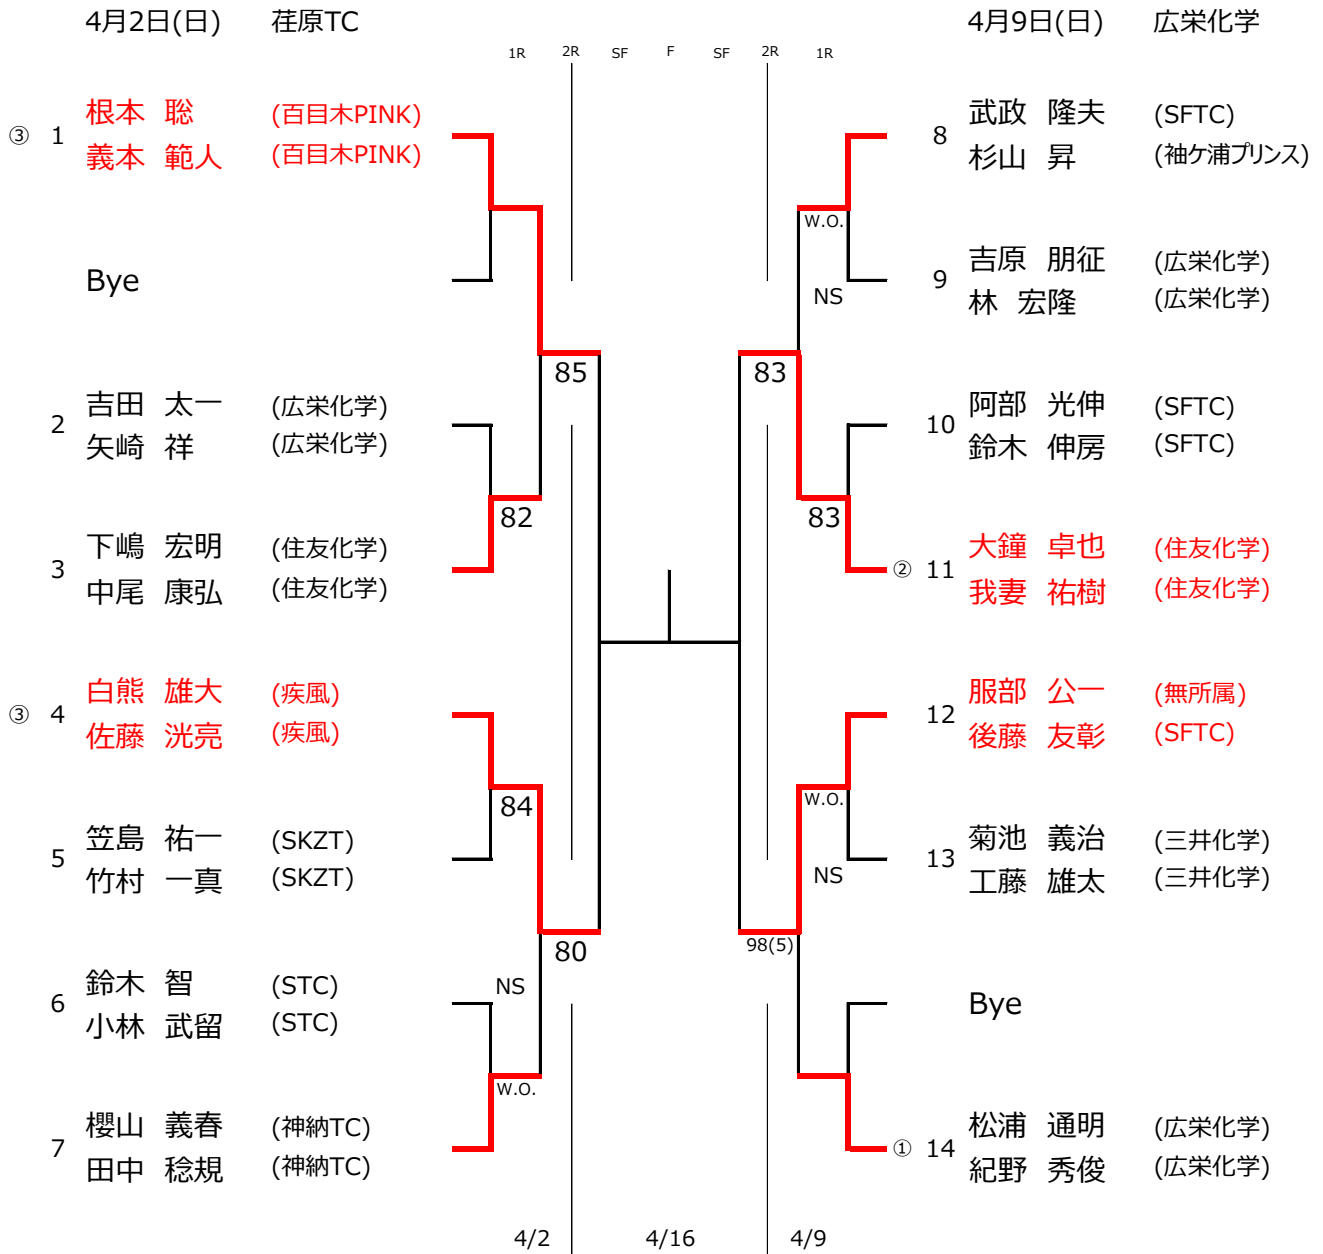 4月2日(日) 荏原TC 4月9日(日) 広栄化学
1R 2R SF F SF 2R 1R
③ 1 根本 聡 (百目木PINK)
義本 範人 (百目木PINK)
Bye
2 吉田 太一 (広栄化学)
矢崎 祥 (広栄化学)
3 下嶋 宏明 (住友化学)
中尾 康弘 (住友化学)
③ 4 白熊 雄大 (疾風)
佐藤 洸亮 (疾風)
5 笠島 祐一 (SKZT)
竹村 一真 (SKZT)
6 鈴木 智 (STC)
小林 武留 (STC)
7 櫻山 義春 (神納TC)
田中 稔規 (神納TC)
85
82
84
80
NS
W.O.
8 武政 隆夫 (SFTC)
杉山 昇 (袖ケ浦プリンス)
9 吉原 朋征 (広栄化学)
林 宏隆 (広栄化学)
10 阿部 光伸 (SFTC)
鈴木 伸房 (SFTC)
② 11 大鐘 卓也 (住友化学)
我妻 祐樹 (住友化学)
12 服部 公一 (無所属)
後藤 友彰 (SFTC)
13 菊池 義治 (三井化学)
工藤 雄太 (三井化学)
Bye
① 14 松浦 通明 (広栄化学)
紀野 秀俊 (広栄化学)
W.O.
NS
83
83
W.O.
NS
98(5)
4/2 4/16 4/9